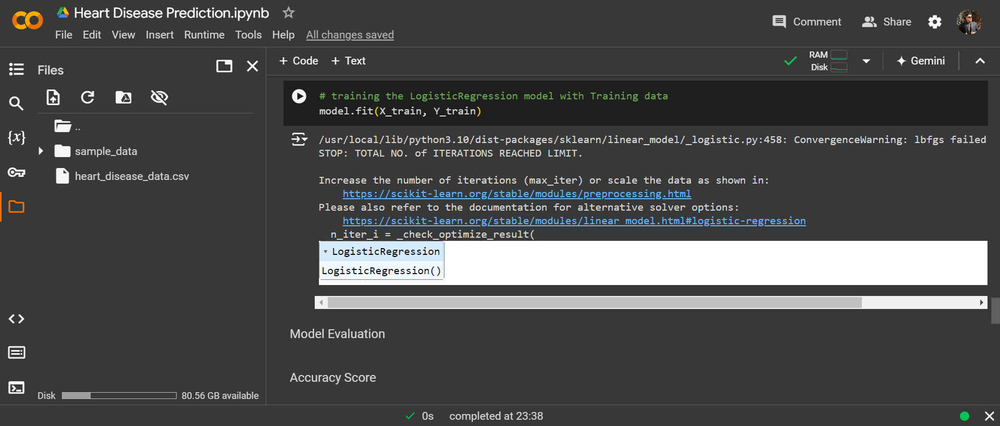 Heart Disease Prediction.ipynb
File Edit View Insert Runtime Tools Help All changes saved
Comment Share
Files
+ Code + Text
RAM
Disk
Gemini
..
sample_data
heart_disease_data.csv
{x}
Disk 80.56 GB available
# training the LogisticRegression model with Training data
model.fit(X_train, Y_train)
/usr/local/lib/python3.10/dist-packages/sklearn/linear_model/_logistic.py:458: ConvergenceWarning: lbfgs failed
STOP: TOTAL NO. of ITERATIONS REACHED LIMIT.
Increase the number of iterations (max_iter) or scale the data as shown in:
https://scikit-learn.org/stable/modules/preprocessing.html
Please also refer to the documentation for alternative solver options:
https://scikit-learn.org/stable/modules/linear_model.html#logistic-regression
n_iter_i = _check_optimize_result(
LogisticRegression
LogisticRegression()
Model Evaluation
Accuracy Score
0s completed at 23:38